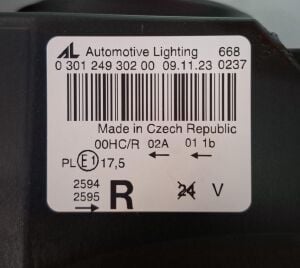 AL Automotive Lighting 668
0 301 249 302 00 09.11.23 0237
Made in Czech Republic
00HC/R 02A 01 1b
← ←
PL E1 17,5
2594
2595
→
R 24 V